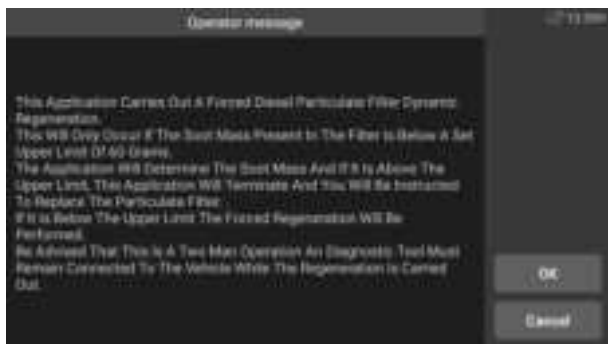 Operator message
This Application Carries Out A Forced Diesel Particulate Filter Dynamic
Regeneration.
This Will Only Occur If The Soot Mass Present In The Filter Is Below A Set
Upper Limit Of 60 Grams.
The Application Will Determine The Soot Mass And If It Is Above The
Upper Limit, This Application Will Terminate And You Will Be Instructed
To Replace The Particulate Filter.
If It Is Below The Upper Limit The Forced Regeneration Will Be
Performed.
Be Advised That This Is A Two Man Operation An Diagnostic Tool Must
Remain Connected To The Vehicle While The Regeneration Is Carried
Out.
OK
Cancel